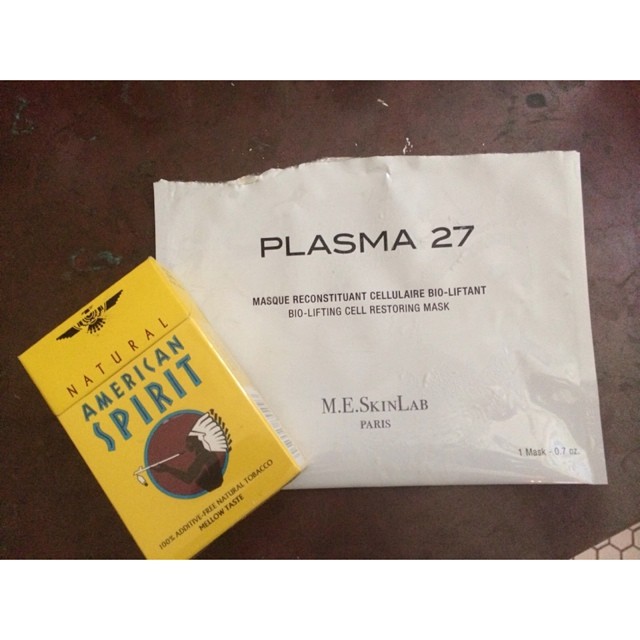 PLASMA 27
MASQUE RECONSTITUANT CELLULAIRE BIO-LIFTANT
BIO-LIFTING CELL RESTORING MASK
M.E.SKINLAB
PARIS
1 Mask - 0.7 oz.
NATURAL
AMERICAN
SPIRIT
100% ADDITIVE-FREE NATURAL TOBACCO
MELLOW TASTE